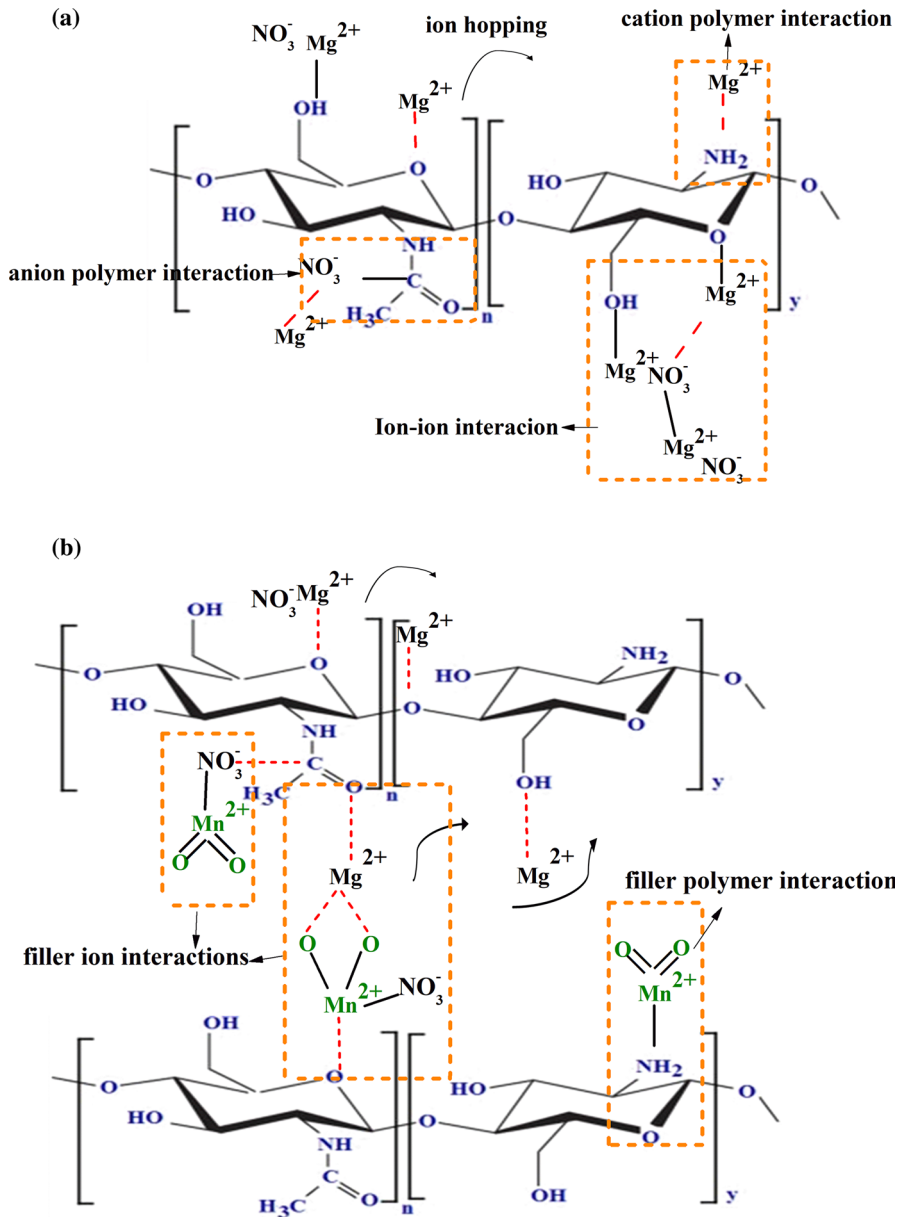 (a)
ion hopping
cation polymer interaction
NO₃⁻ Mg²⁺
Mg²⁺
Mg²⁺
OH
NH₂
O
O
HO
O
HO
O
O
NH
anion polymer interaction
NO₃⁻
C
O
H₃C
n
Mg²⁺
OH
Mg²⁺
y
Mg²⁺
NO₃⁻
Ion-ion interacion
Mg²⁺
NO₃⁻
(b)
NO₃⁻Mg²⁺
OH
Mg²⁺
NH₂
O
O
HO
O
HO
O
O
NH
NO₃⁻
C
O
H₃C
n
OH
y
Mn²⁺
O
O
Mg²⁺
Mg²⁺
filler polymer interaction
filler ion interactions
O
O
O
O
Mn²⁺
NO₃⁻
Mn²⁺
OH
O
O
HO
NH₂
O
HO
O
O
NH
C
O
H₃C
n
OH
y